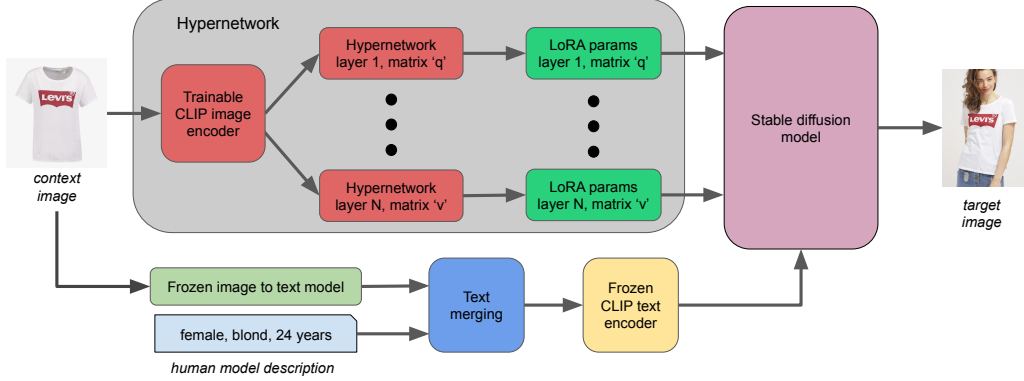 Hypernetwork
Trainable
CLIP image
encoder
Hypernetwork
layer 1, matrix ‘q’
LoRA params
layer 1, matrix ‘q’
Hypernetwork
layer N, matrix ‘v’
LoRA params
layer N, matrix ‘v’
Stable diffusion
model
Levi's
context
image
Levi's
target
image
Frozen image to text model
female, blond, 24 years
human model description
Text
merging
Frozen
CLIP text
encoder